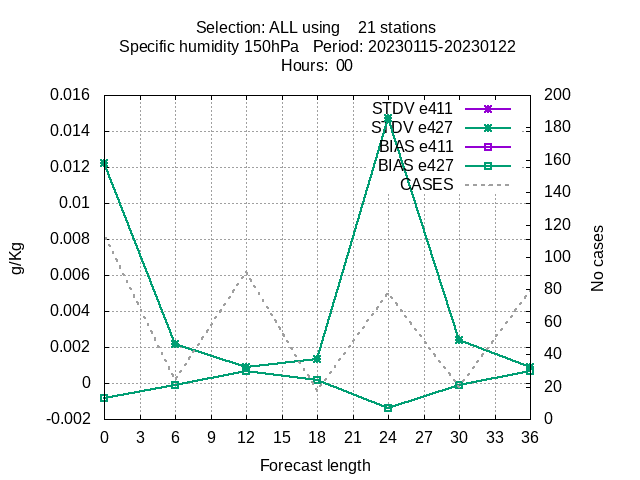 Selection: ALL using    21 stations
Specific humidity 150hPa   Period: 20230115-20230122
Hours:  00
0.016
0.014
0.012
0.01
0.008
0.006
0.004
0.002
0
-0.002
g/Kg
STDV e411
STDV e427
BIAS e411
BIAS e427
CASES
200
180
160
140
120
100
80
60
40
20
0
No cases
0 3 6 9 12 15 18 21 24 27 30 33 36
Forecast length